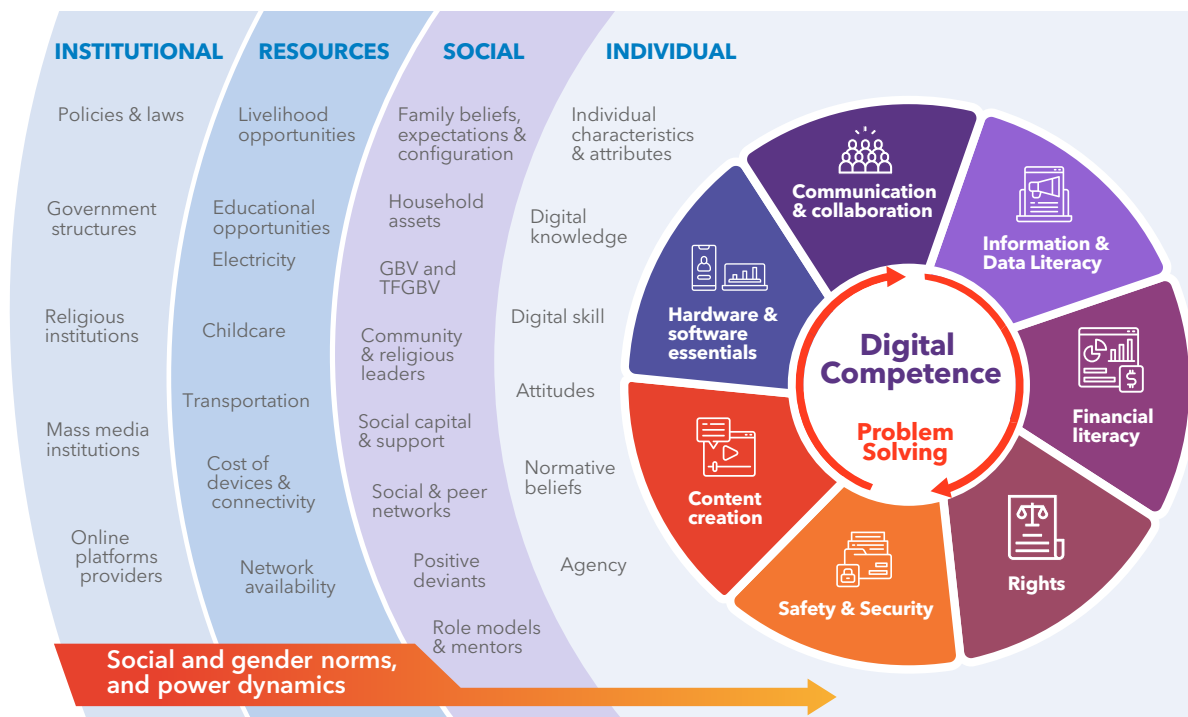 INSTITUTIONAL
Policies & laws
Government
structures
Religious
institutions
Mass media
institutions
Online
platforms
providers
RESOURCES
Livelihood
opportunities
Educational
opportunities
Electricity
Childcare
Transportation
Cost of
devices &
connectivity
Network
availability
SOCIAL
Family beliefs,
expectations &
configuration
Household
assets
GBV and
TFGBV
Community
& religious
leaders
Social capital
& support
Social & peer
networks
Positive
deviants
Role models
& mentors
INDIVIDUAL
Individual
characteristics
& attributes
Digital
knowledge
Digital skill
Attitudes
Normative
beliefs
Agency
Social and gender norms,
and power dynamics
Communication
& collaboration
Information &
Data Literacy
Financial
literacy
Rights
Safety & Security
Content
creation
Hardware &
software
essentials
Digital
Competence
Problem
Solving